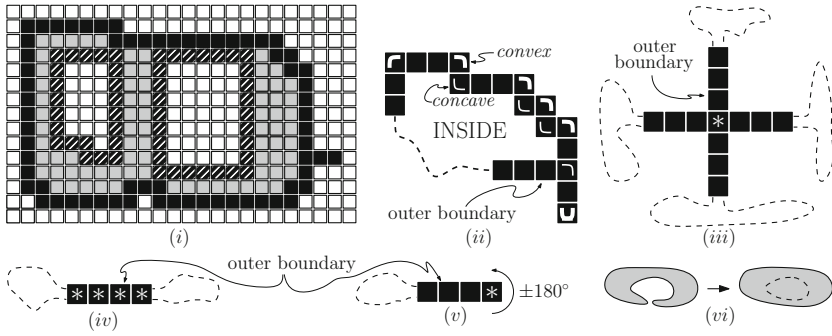 convex
concave
INSIDE
outer boundary
(i)
(ii)
outer
boundary
*
(iii)
outer boundary
* * * *
(iv)
*
±180°
(v)
(vi)